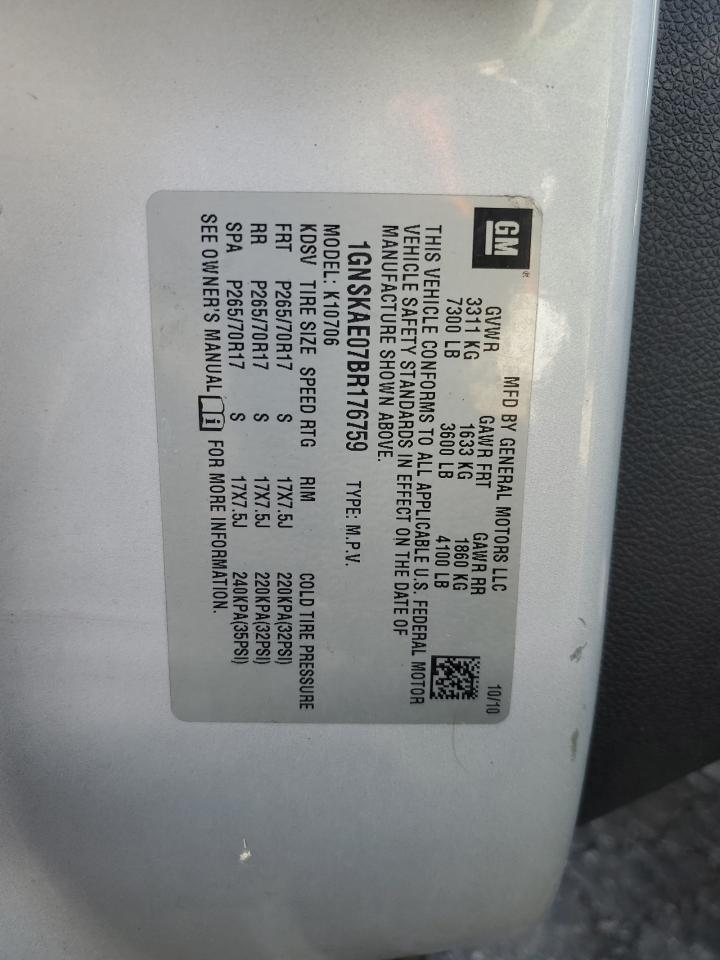 GM
MFD BY GENERAL MOTORS LLC 10/10
GVWR GAWR FRT GAWR RR
3311 KG 1633 KG 1860 KG
7300 LB 3600 LB 4100 LB
THIS VEHICLE CONFORMS TO ALL APPLICABLE U.S. FEDERAL MOTOR
VEHICLE SAFETY STANDARDS IN EFFECT ON THE DATE OF
MANUFACTURE SHOWN ABOVE.
1GNSKAE07BR176759 TYPE: M.P.V.
MODEL: K10706
KDSV TIRE SIZE SPEED RTG RIM COLD TIRE PRESSURE
FRT P265/70R17 S 17X7.5J 220KPA(32PSI)
RR P265/70R17 S 17X7.5J 220KPA(32PSI)
SPA P265/70R17 S 17X7.5J 240KPA(35PSI)
SEE OWNER'S MANUAL i FOR MORE INFORMATION.